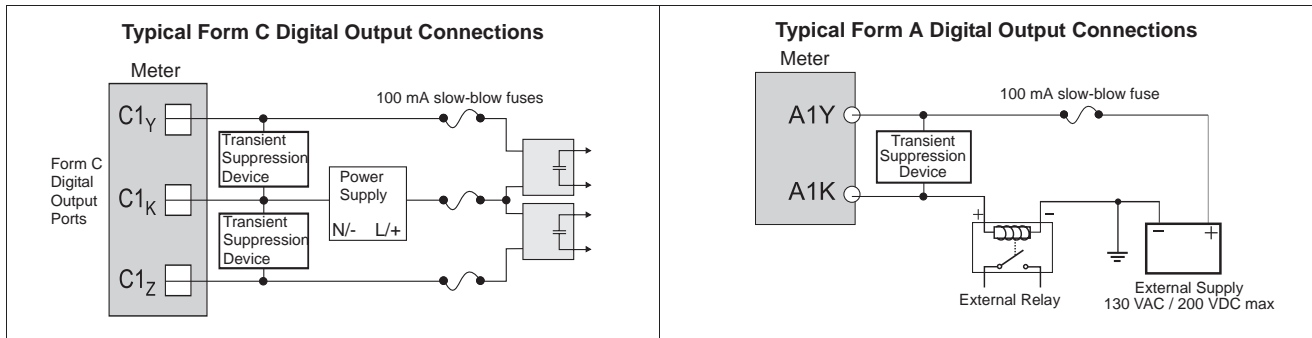 Typical Form C Digital Output Connections
Meter
100 mA slow-blow fuses
C1Y
Transient
Suppression
Device
Form C
Digital
Output
Ports
Power
Supply
C1K
N/- L/+
Transient
Suppression
Device
C1Z
Typical Form A Digital Output Connections
Meter
100 mA slow-blow fuse
A1Y
Transient
Suppression
Device
A1K
+ –
– +
External Relay
External Supply
130 VAC / 200 VDC max